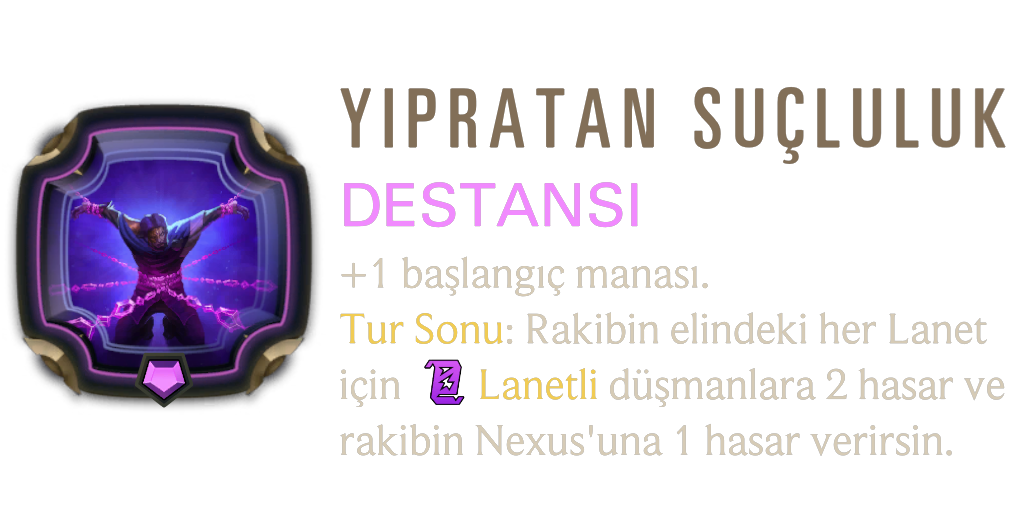 YIPRATAN SUÇLULUK
DESTANSI
+1 başlangıç manası.
Tur Sonu: Rakibin elindeki her Lanet
için Lanetli düşmanlara 2 hasar ve
rakibin Nexus'una 1 hasar verirsin.